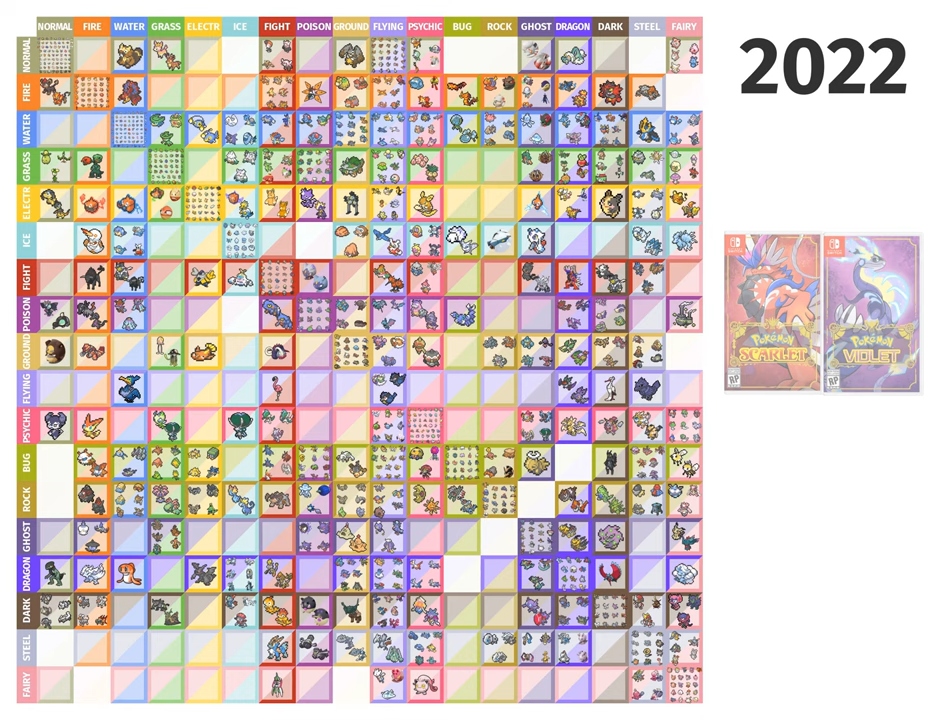 NORMAL FIRE WATER GRASS ELECTR ICE FIGHT POISON GROUND FLYING PSYCHIC BUG ROCK GHOST DRAGON DARK STEEL FAIRY
NORMAL
FIRE
WATER
GRASS
ELECTR
ICE
FIGHT
POISON
GROUND
FLYING
PSYCHIC
BUG
ROCK
GHOST
DRAGON
DARK
STEEL
FAIRY
2022
POKÉMON
SCARLET
RP
POKÉMON
VIOLET
RP